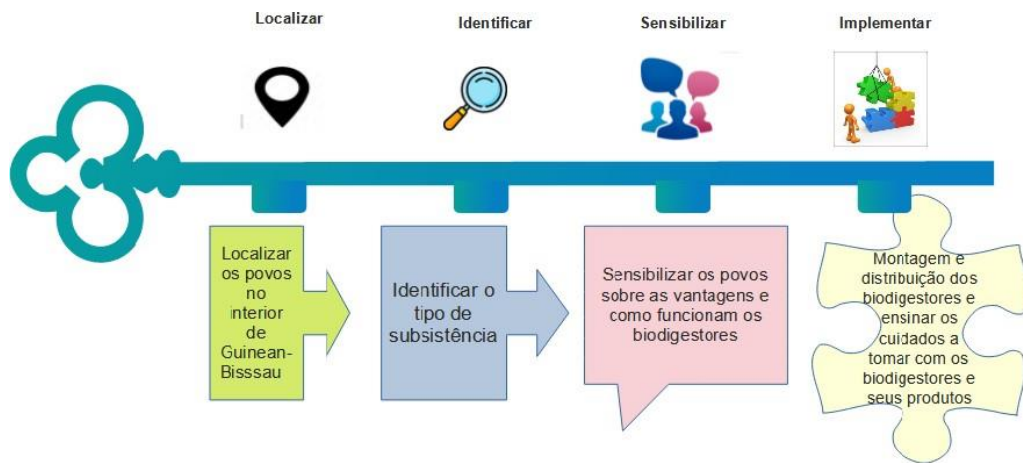 Localizar
Identificar
Sensibilizar
Implementar
Localizar
os povos
no
interior
de
Guinean-
Bisssau
Identificar o
tipo de
subsistência
Sensibilizar os povos
sobre as vantagens e
como funcionam os
biodigestores
Montagem e
distribuição dos
biodigestores e
ensinar os
cuidados a
tomar com os
biodigestores e
seus produtos